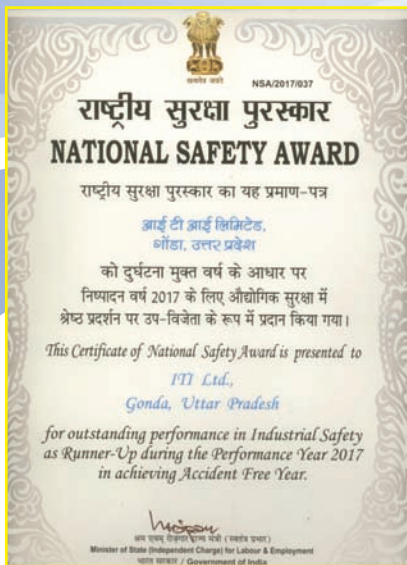 सत्यमेव जयते
NSA/2017/037
राष्ट्रीय सुरक्षा पुरस्कार
NATIONAL SAFETY AWARD
राष्ट्रीय सुरक्षा पुरस्कार का यह प्रमाण-पत्र
आई टी आई लिमिटेड,
गोंडा, उत्तर प्रदेश
को दुर्घटना मुक्त वर्ष के आधार पर
निष्पादन वर्ष 2017 के लिए औद्योगिक सुरक्षा में
श्रेष्ठ प्रदर्शन पर उप-विजेता के रूप में प्रदान किया गया।
This Certificate of National Safety Award is presented to
ITI Ltd.,
Gonda, Uttar Pradesh
for outstanding performance in Industrial Safety
as Runner-Up during the Performance Year 2017
in achieving Accident Free Year.
श्रम एवम् रोजगार राज्य मंत्री (स्वतंत्र प्रभार)
Minister of State (Independent Charge) for Labour & Employment
भारत सरकार / Government of India